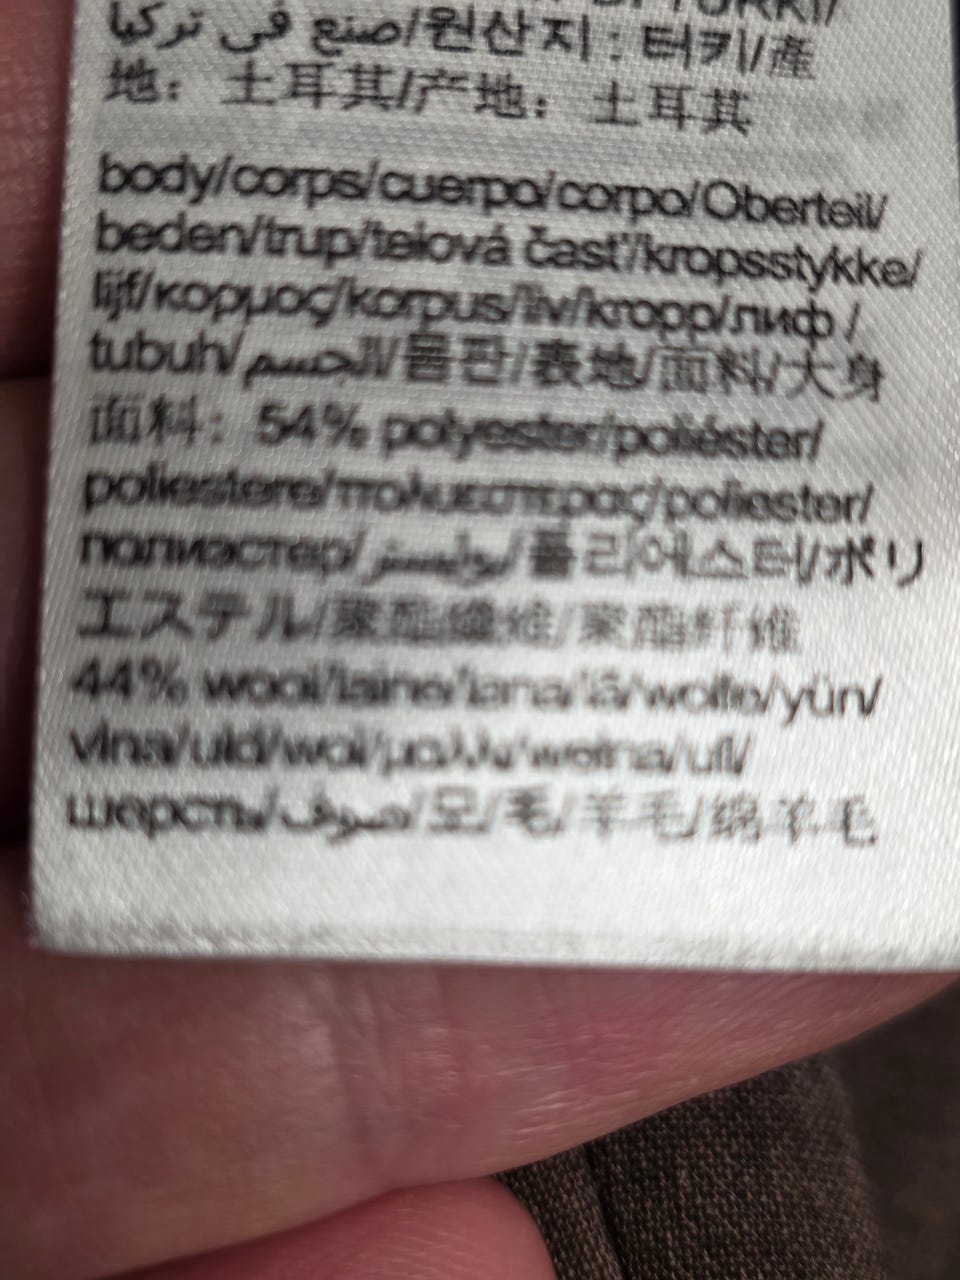 صنع في تركيا/원산지 : 터키/產
地：土耳其/产地：土耳其
body/corps/cuerpo/corpo/Oberteil/
beden/trup/telová časť/kropsstykke/
lijf/κορμος/korpus/liv/kropp/лиф/
tubuh/الجسم/몸판/表地/面料/大身
面料：54% polyester/poliéster/
poliestere/πολυεστερας/poliester/
полиэстер/بوليستر/폴리에스터/ポリ
エステル/聚酯纖維/聚酯纤维
44% wool/laine/lana/lã/wolle/yün/
vlna/uld/wol/μαλλι/wełna/ull/
шерсть/صوف/모/毛/羊毛/绵羊毛